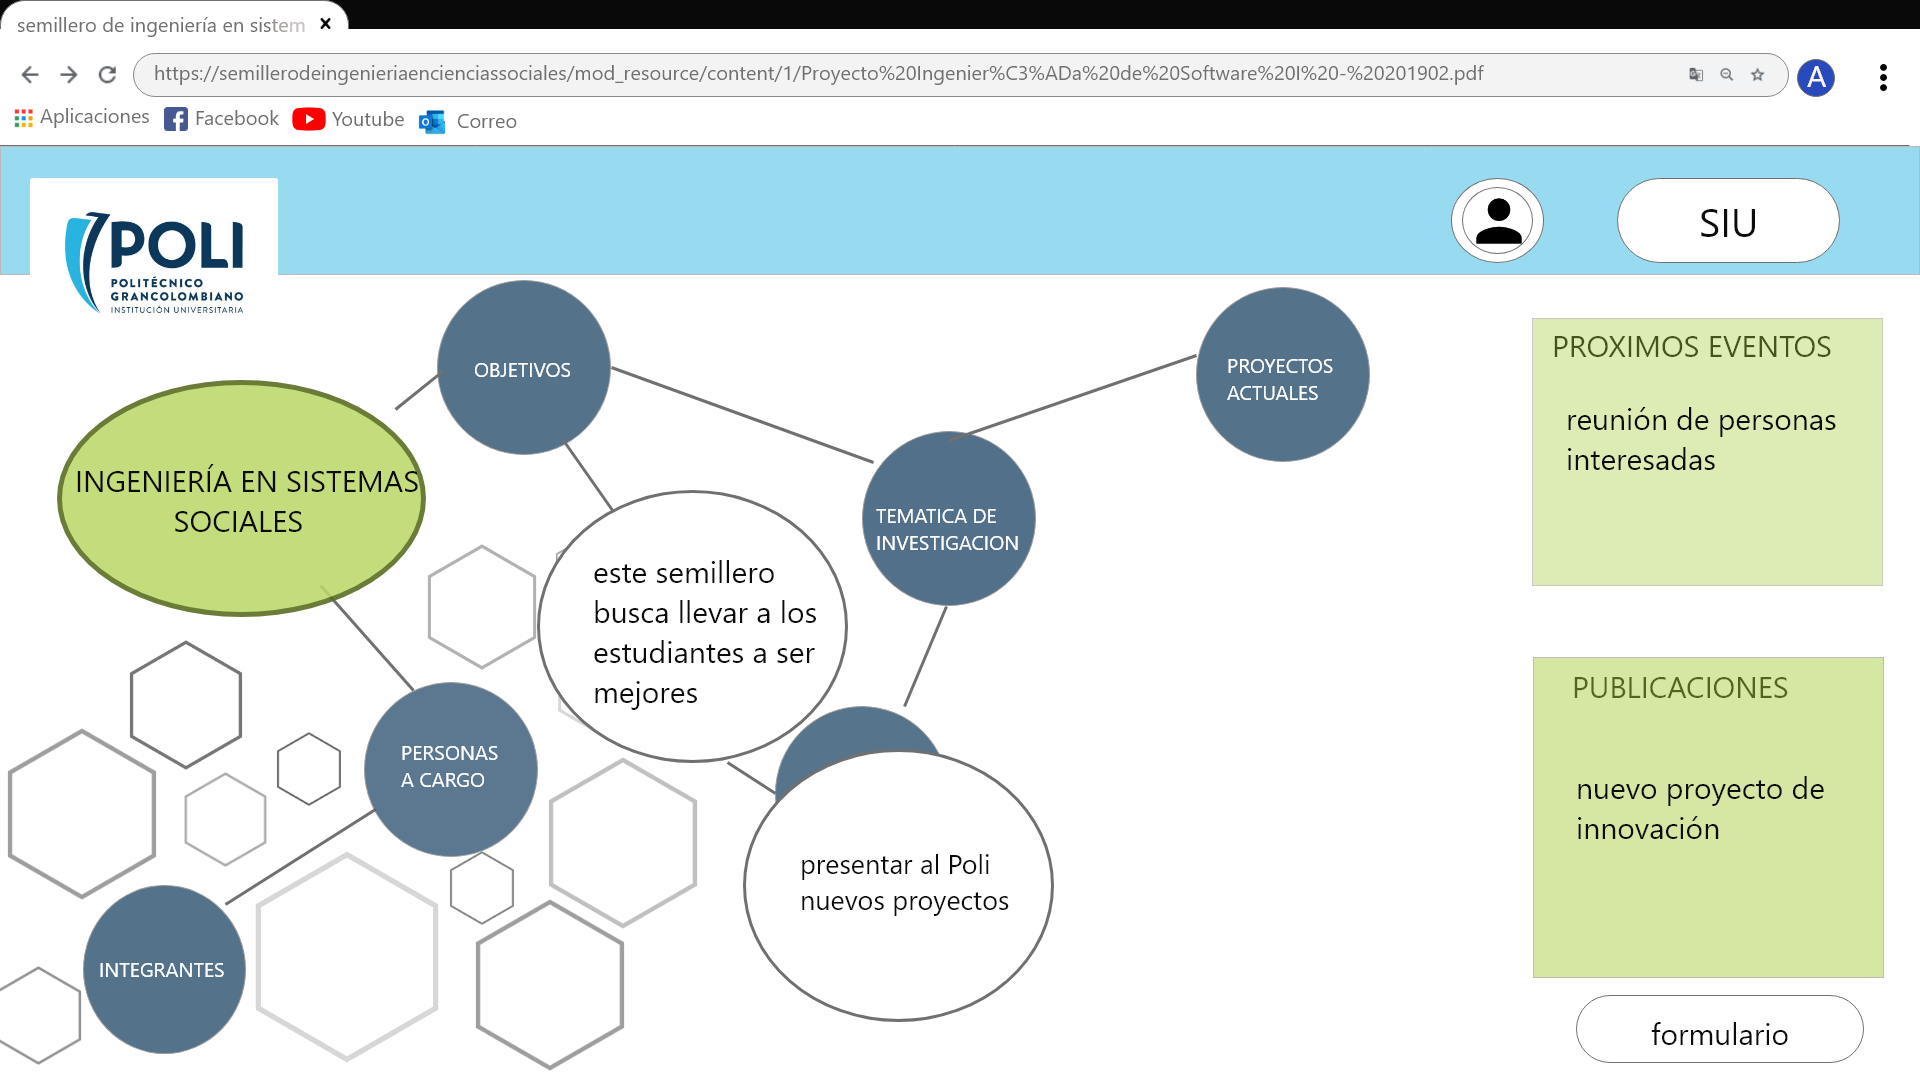 semillero de ingeniería en sistem
https://semillerodeingenieriaencienciassociales/mod_resource/content/1/Proyecto%20Ingenier%C3%ADa%20de%20Software%20I%20-%20201902.pdf
A
Aplicaciones
Facebook
Youtube
Correo
POLI
POLITÉCNICO
GRANCOLOMBIANO
INSTITUCIÓN UNIVERSITARIA
SIU
OBJETIVOS
PROYECTOS
ACTUALES
INGENIERÍA EN SISTEMAS
SOCIALES
TEMATICA DE
INVESTIGACION
este semillero
busca llevar a los
estudiantes a ser
mejores
PERSONAS
A CARGO
presentar al Poli
nuevos proyectos
INTEGRANTES
PROXIMOS EVENTOS
reunión de personas
interesadas
PUBLICACIONES
nuevo proyecto de
innovación
formulario